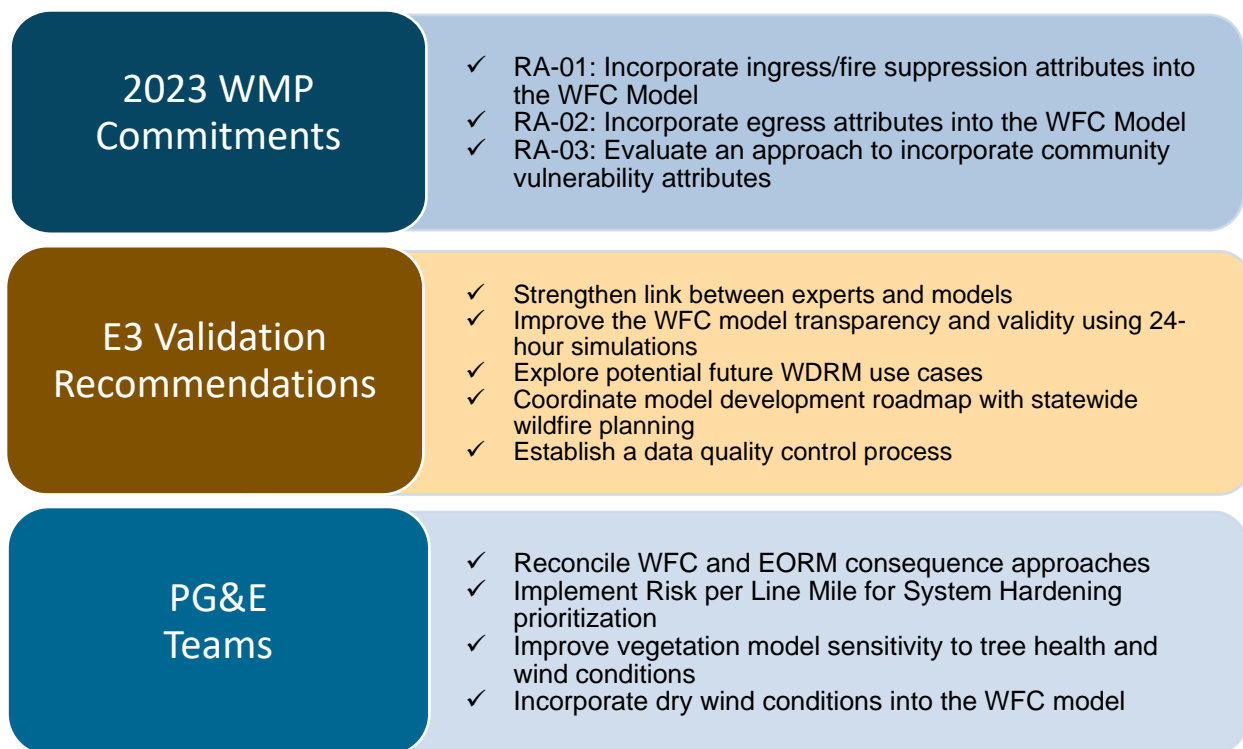 2023 WMP
Commitments
✓ RA-01: Incorporate ingress/fire suppression attributes into
the WFC Model
✓ RA-02: Incorporate egress attributes into the WFC Model
✓ RA-03: Evaluate an approach to incorporate community
vulnerability attributes
E3 Validation
Recommendations
✓ Strengthen link between experts and models
✓ Improve the WFC model transparency and validity using 24-
hour simulations
✓ Explore potential future WDRM use cases
✓ Coordinate model development roadmap with statewide
wildfire planning
✓ Establish a data quality control process
PG&E
Teams
✓ Reconcile WFC and EORM consequence approaches
✓ Implement Risk per Line Mile for System Hardening
prioritization
✓ Improve vegetation model sensitivity to tree health and
wind conditions
✓ Incorporate dry wind conditions into the WFC model